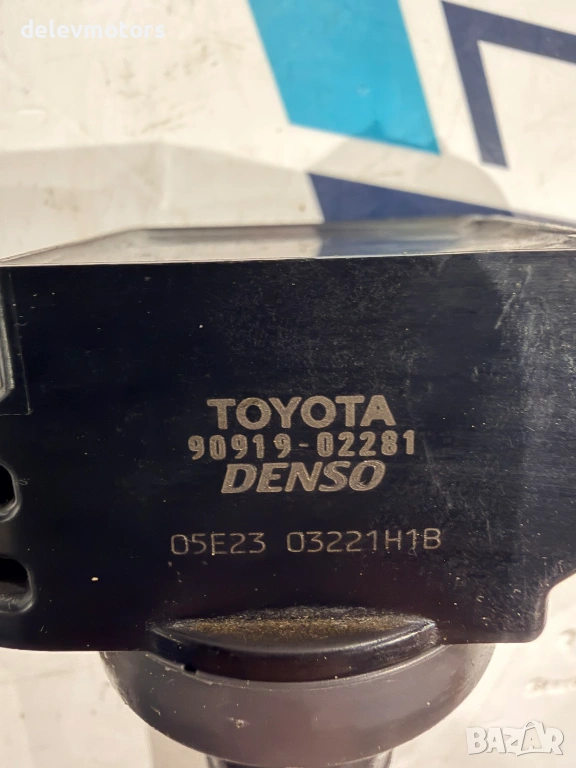 delevmotors
TOYOTA
90919-02281
DENSO
05E23 03221H1B
BAZAR